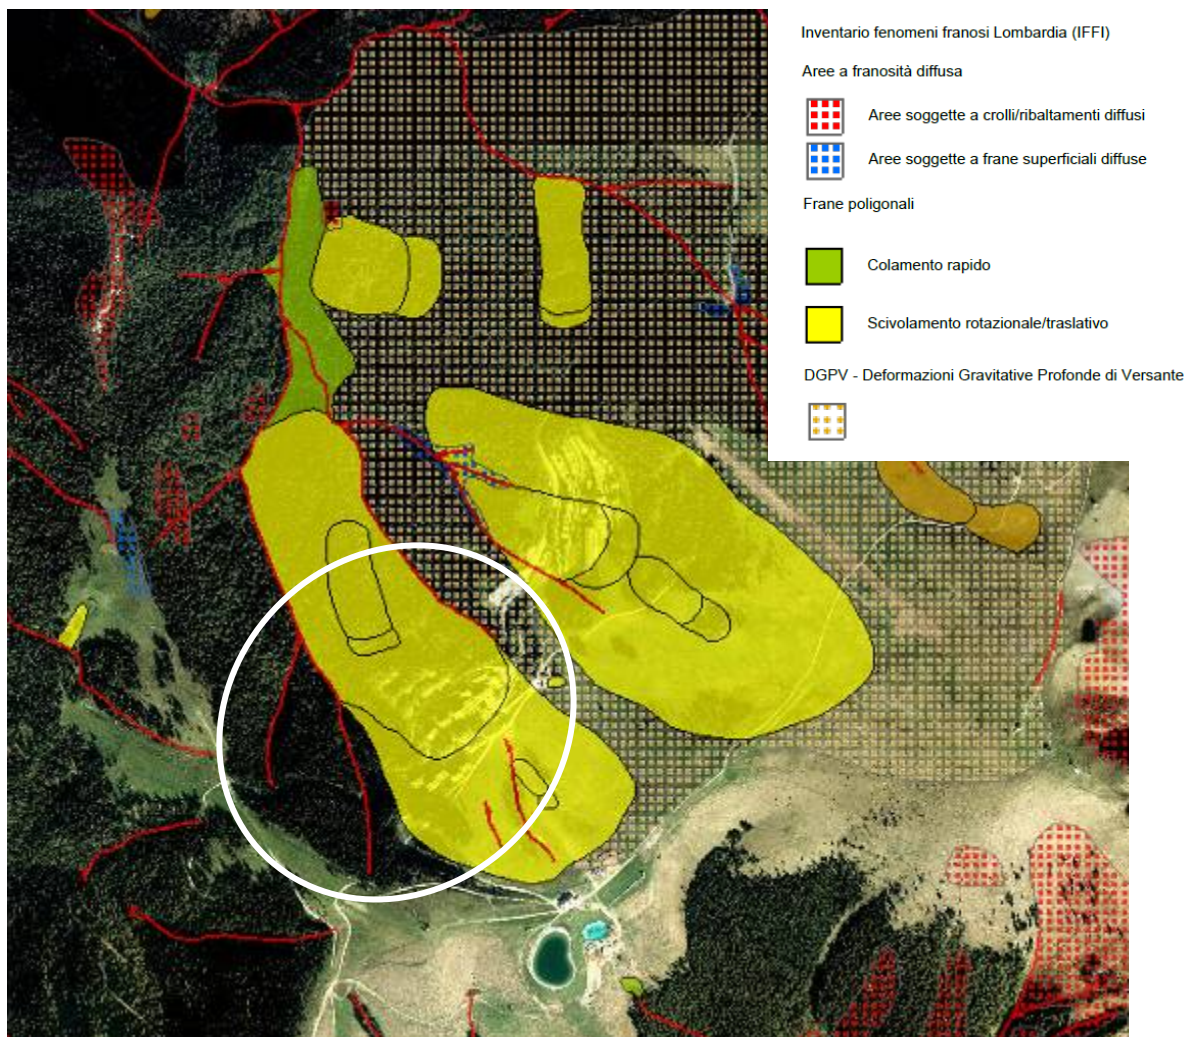 Inventario fenomeni franosi Lombardia (IFFI)
Aree a franosità diffusa
Aree soggette a crolli/ribaltamenti diffusi
Aree soggette a frane superficiali diffuse
Frane poligonali
Colamento rapido
Scivolamento rotazionale/traslativo
DGPV - Deformazioni Gravitative Profonde di Versante